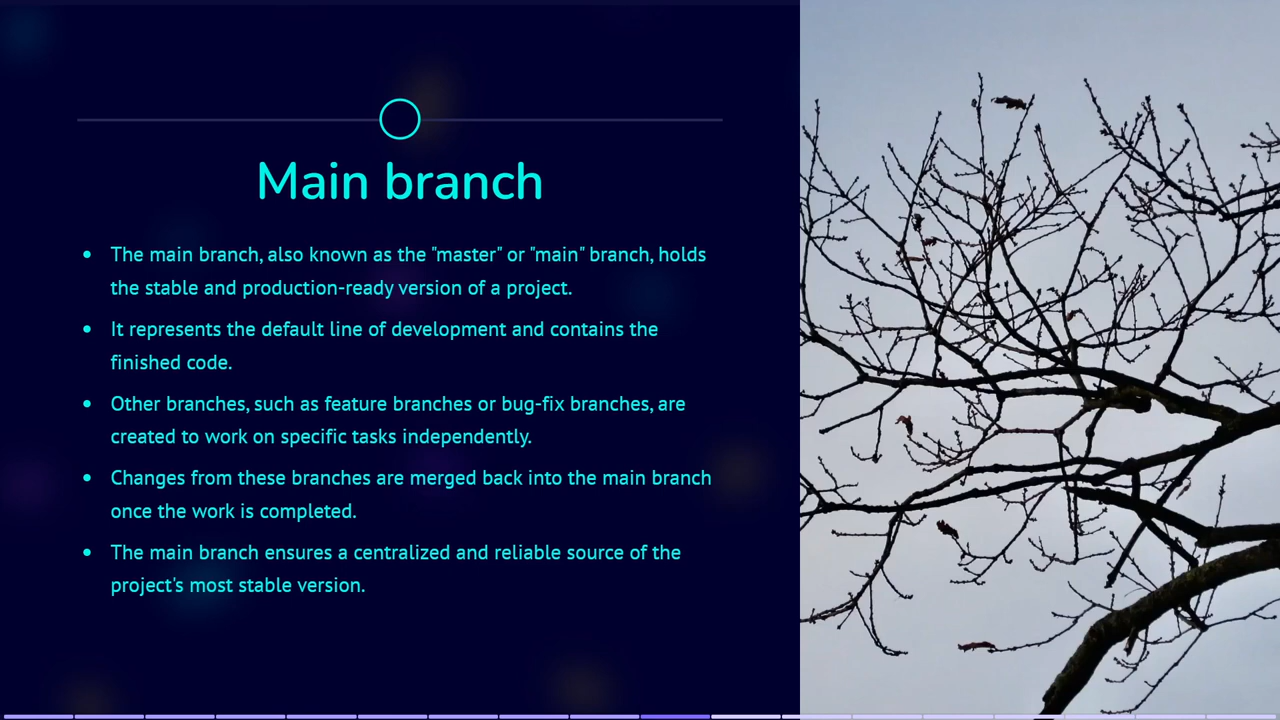 Main branch
The main branch, also known as the "master" or "main" branch, holds
the stable and production-ready version of a project.
It represents the default line of development and contains the
finished code.
Other branches, such as feature branches or bug-fix branches, are
created to work on specific tasks independently.
Changes from these branches are merged back into the main branch
once the work is completed.
The main branch ensures a centralized and reliable source of the
project's most stable version.